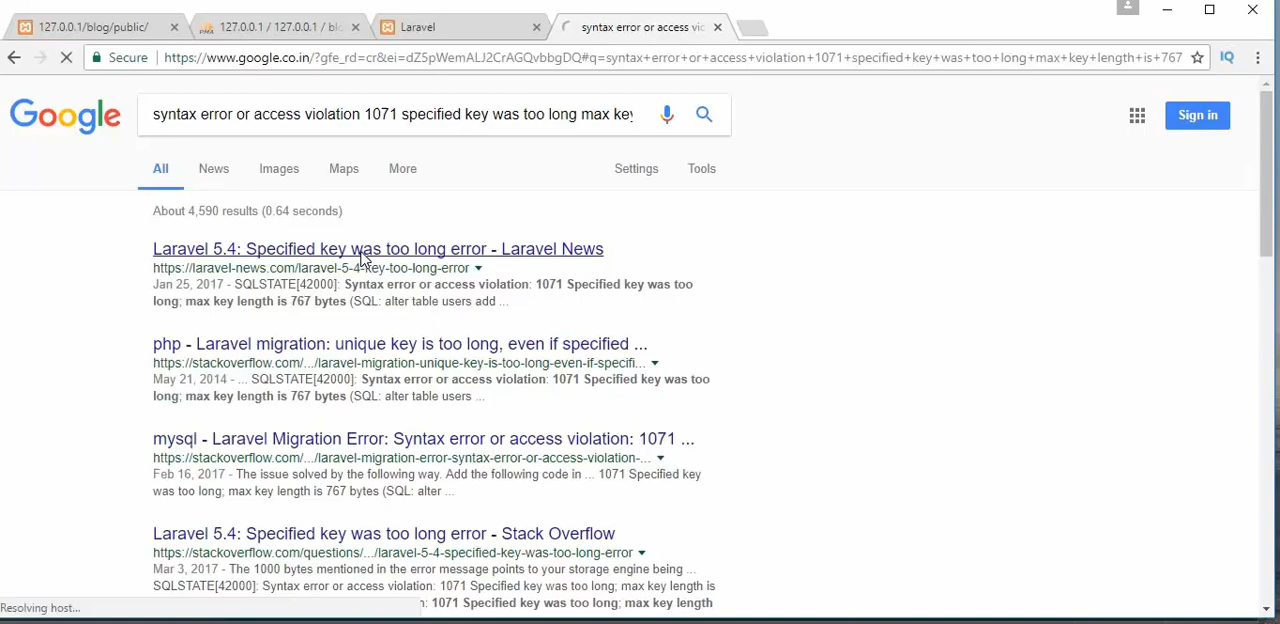 127.0.0.1/blog/public/
127.0.0.1 / 127.0.0.1 / blo
Laravel
syntax error or access vic
Secure
https://www.google.co.in/?gfe_rd=cr&ei=dZ5pWemALJ2CrAGQvbbgDQ#q=syntax+error+or+access+violation+1071+specified+key+was+too+long+max+key+length+is+767
IQ
Google
syntax error or access violation 1071 specified key was too long max key
Sign in
All
News
Images
Maps
More
Settings
Tools
About 4,590 results (0.64 seconds)
Laravel 5.4: Specified key was too long error - Laravel News
https://laravel-news.com/laravel-5-4-key-too-long-error
Jan 25, 2017 - SQLSTATE[42000]: Syntax error or access violation: 1071 Specified key was too
long; max key length is 767 bytes (SQL: alter table users add ...
php - Laravel migration: unique key is too long, even if specified ...
https://stackoverflow.com/.../laravel-migration-unique-key-is-too-long-even-if-specifi...
May 21, 2014 - ... SQLSTATE[42000]: Syntax error or access violation: 1071 Specified key was too
long; max key length is 767 bytes (SQL: alter table users ...
mysql - Laravel Migration Error: Syntax error or access violation: 1071 ...
https://stackoverflow.com/.../laravel-migration-error-syntax-error-or-access-violation-...
Feb 16, 2017 - The issue solved by the following way. Add the following code in ... 1071 Specified key
was too long; max key length is 767 bytes (SQL: alter ...
Laravel 5.4: Specified key was too long error - Stack Overflow
https://stackoverflow.com/questions/.../laravel-5-4-specified-key-was-too-long-error
Mar 3, 2017 - The 1000 bytes mentioned in the error message points to your storage engine being ...
SQLSTATE[42000]: Syntax error or access violation: 1071 Specified key was too long; max key length is
n: 1071 Specified key was too long; max key length
Resolving host...